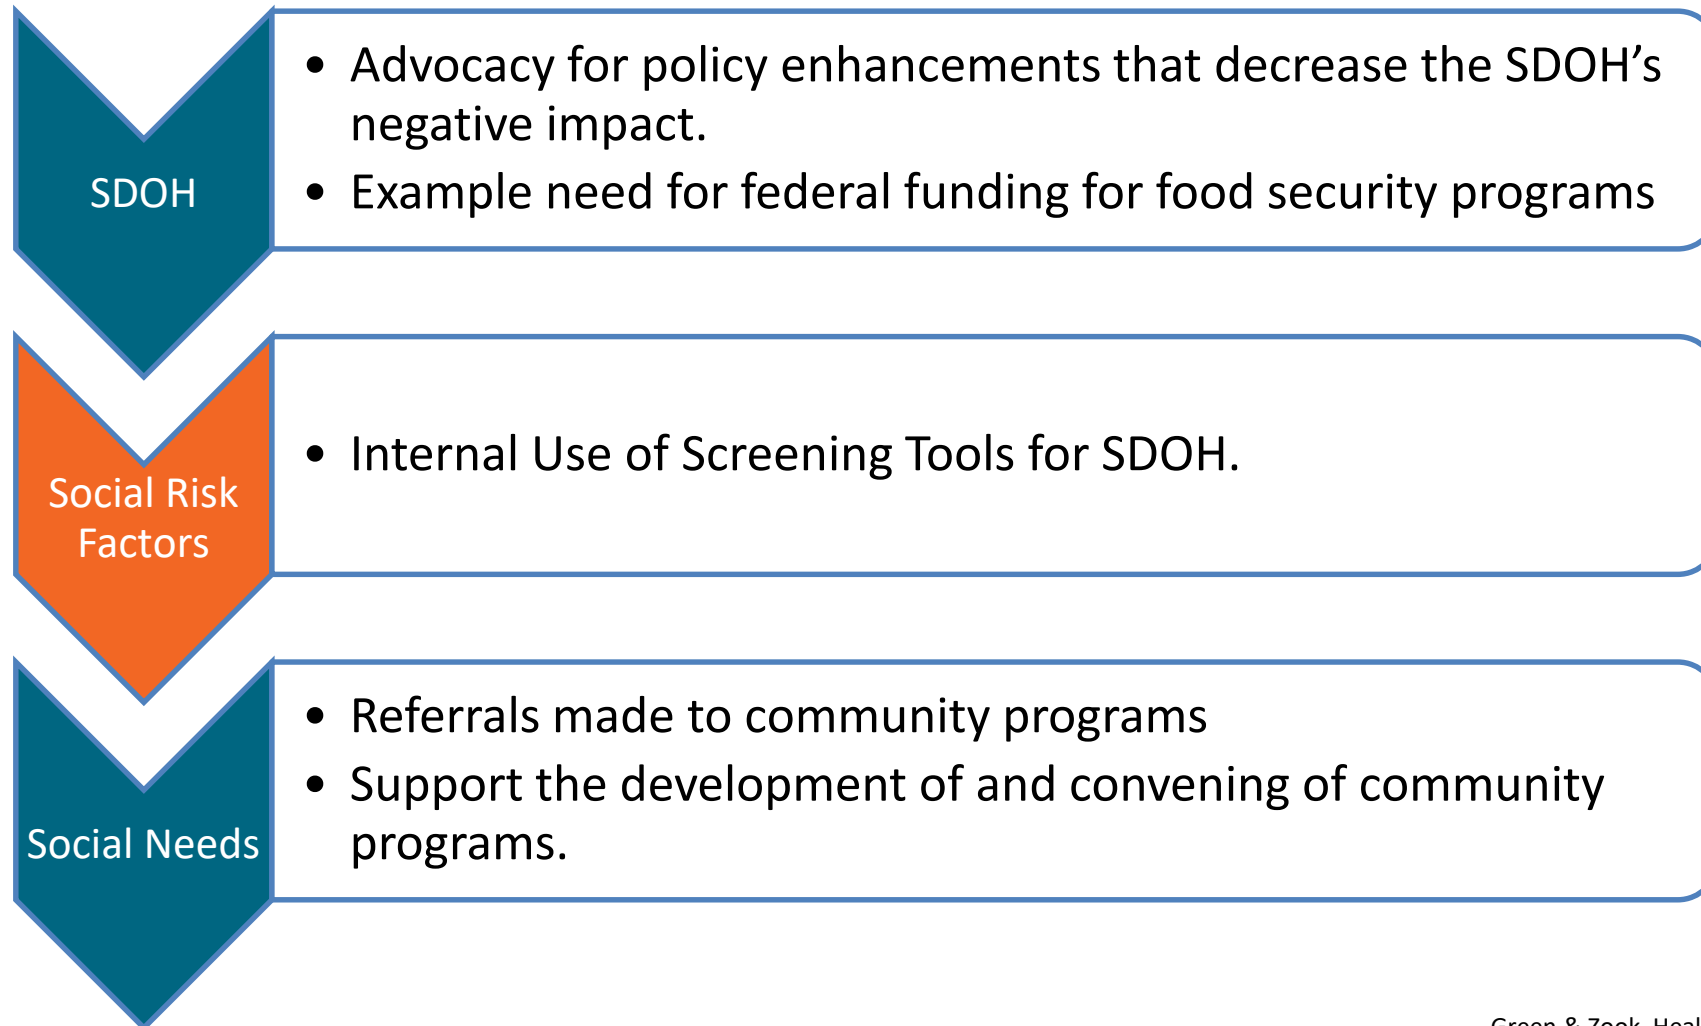 SDOH
• Advocacy for policy enhancements that decrease the SDOH’s
negative impact.
• Example need for federal funding for food security programs
Social Risk
Factors
• Internal Use of Screening Tools for SDOH.
Social Needs
• Referrals made to community programs
• Support the development of and convening of community
programs.
Green & Zook,